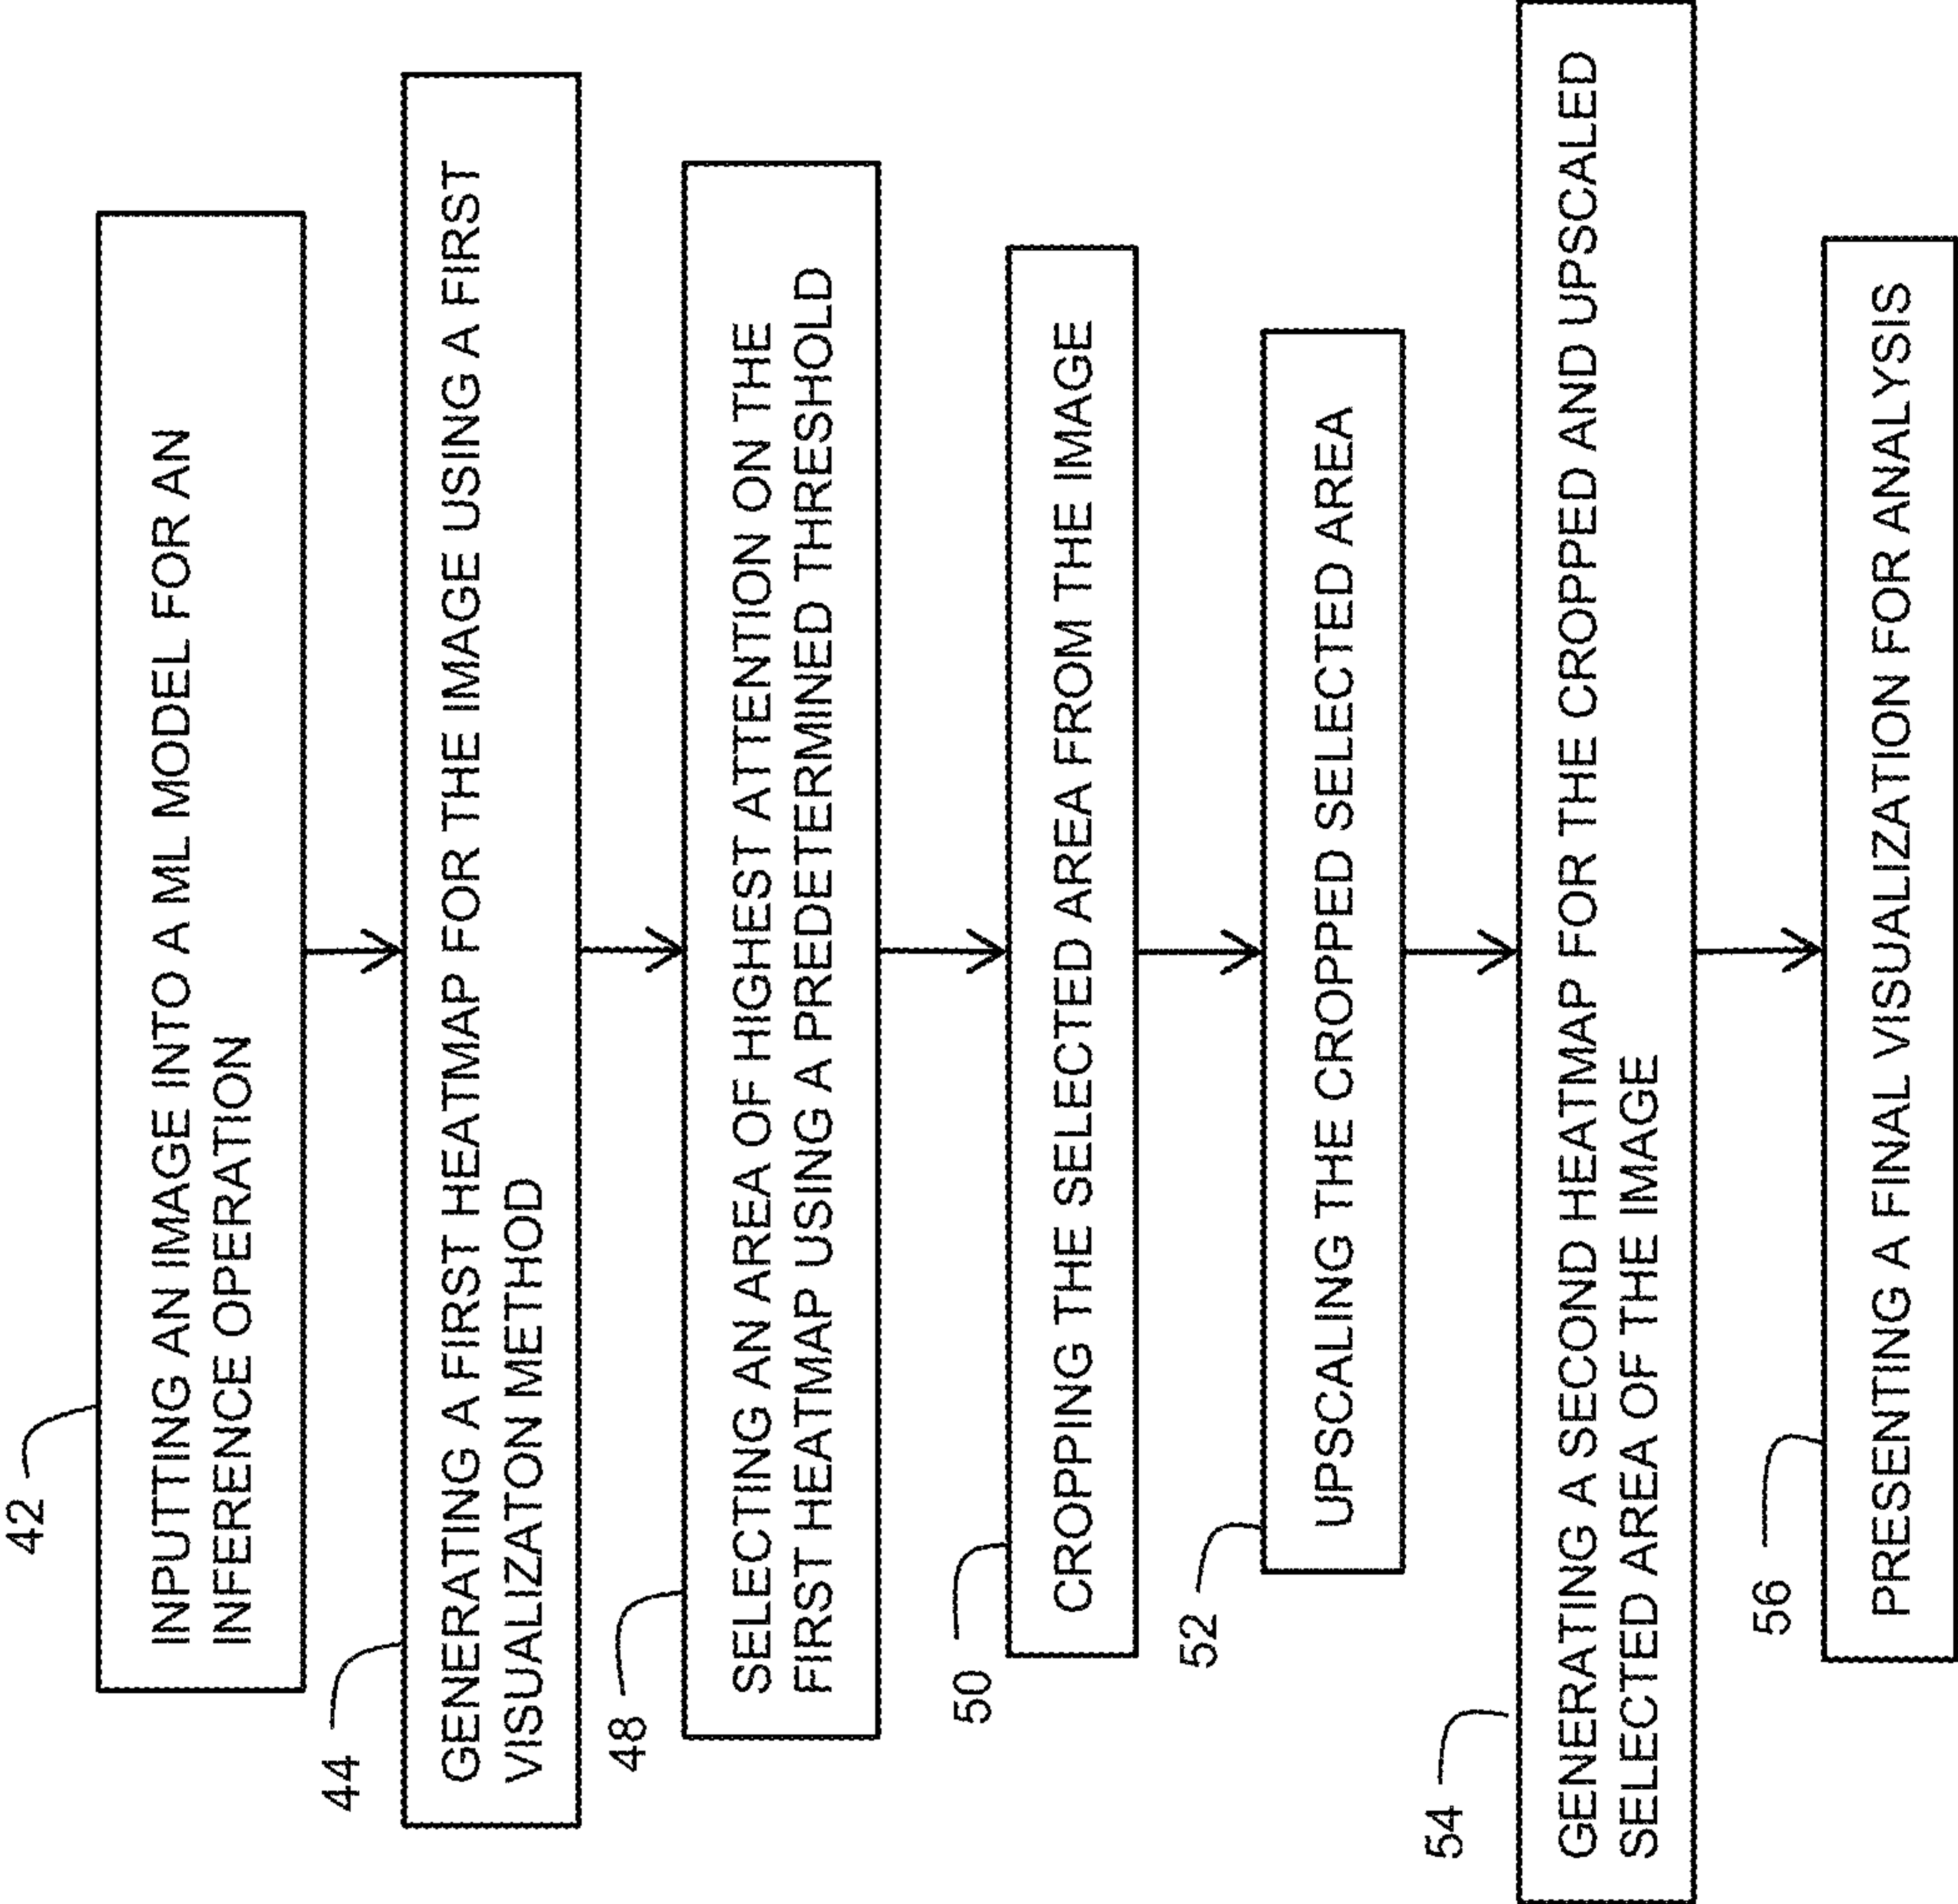 42
INPUTTING AN IMAGE INTO A ML MODEL FOR AN
INFERENCE OPERATION
44
GENERATING A FIRST HEATMAP FOR THE IMAGE USING A FIRST
VISUALIZATON METHOD
48
SELECTING AN AREA OF HIGHEST ATTENTION ON THE
FIRST HEATMAP USING A PREDETERMINED THRESHOLD
50
CROPPING THE SELECTED AREA FROM THE IMAGE
52
UPSCALING THE CROPPED SELECTED AREA
54
GENERATING A SECOND HEATMAP FOR THE CROPPED AND UPSCALED
SELECTED AREA OF THE IMAGE
56
PRESENTING A FINAL VISUALIZATION FOR ANALYSIS